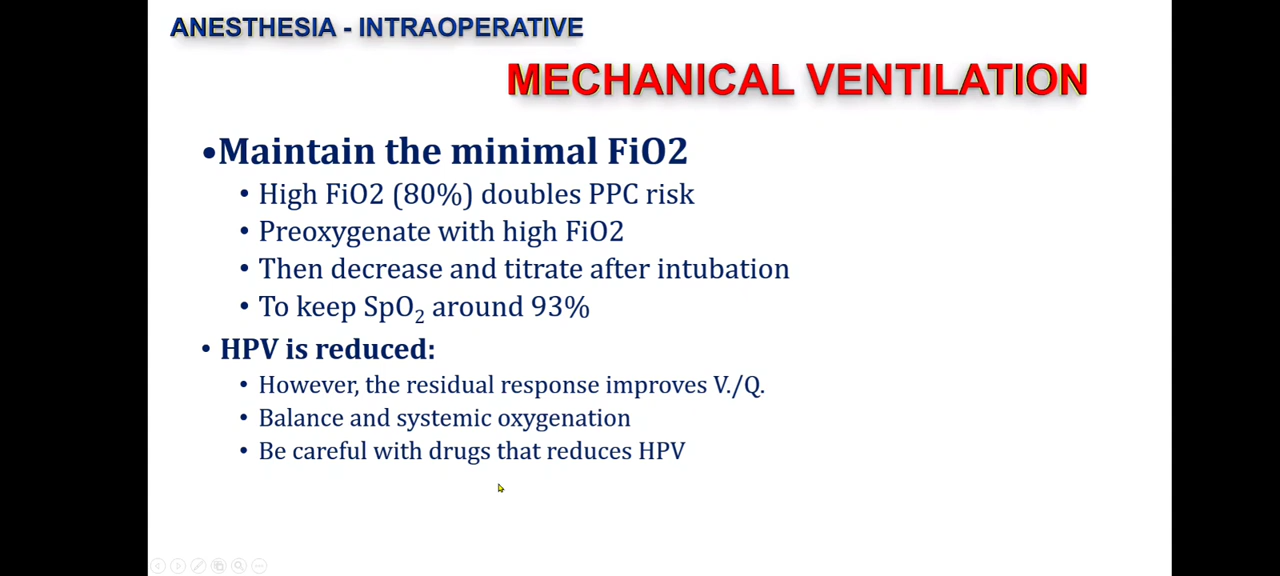 ANESTHESIA - INTRAOPERATIVE
MECHANICAL VENTILATION
•Maintain the minimal FiO2
• High FiO2 (80%) doubles PPC risk
• Preoxygenate with high FiO2
• Then decrease and titrate after intubation
• To keep SpO₂ around 93%
• HPV is reduced:
• However, the residual response improves V./Q.
• Balance and systemic oxygenation
• Be careful with drugs that reduces HPV